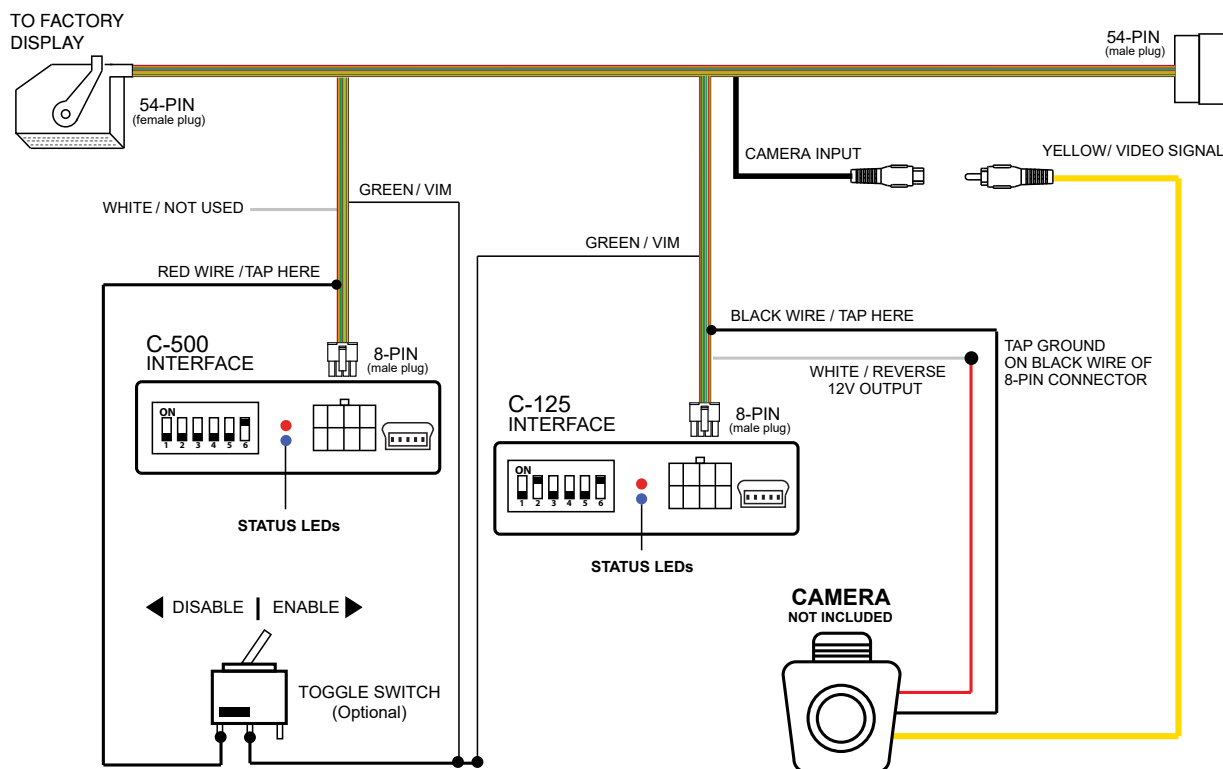 TO FACTORY
DISPLAY
54-PIN
(female plug)
54-PIN
(male plug)
CAMERA INPUT
YELLOW/ VIDEO SIGNAL
GREEN / VIM
WHITE / NOT USED
GREEN / VIM
RED WIRE / TAP HERE
BLACK WIRE / TAP HERE
TAP GROUND
ON BLACK WIRE OF
8-PIN CONNECTOR
C-500
INTERFACE
8-PIN
(male plug)
WHITE / REVERSE
12V OUTPUT
C-125
INTERFACE
8-PIN
(male plug)
ON
1 2 3 4 5 6
ON
1 2 3 4 5 6
STATUS LEDs
STATUS LEDs
DISABLE | ENABLE
CAMERA
NOT INCLUDED
TOGGLE SWITCH
(Optional)